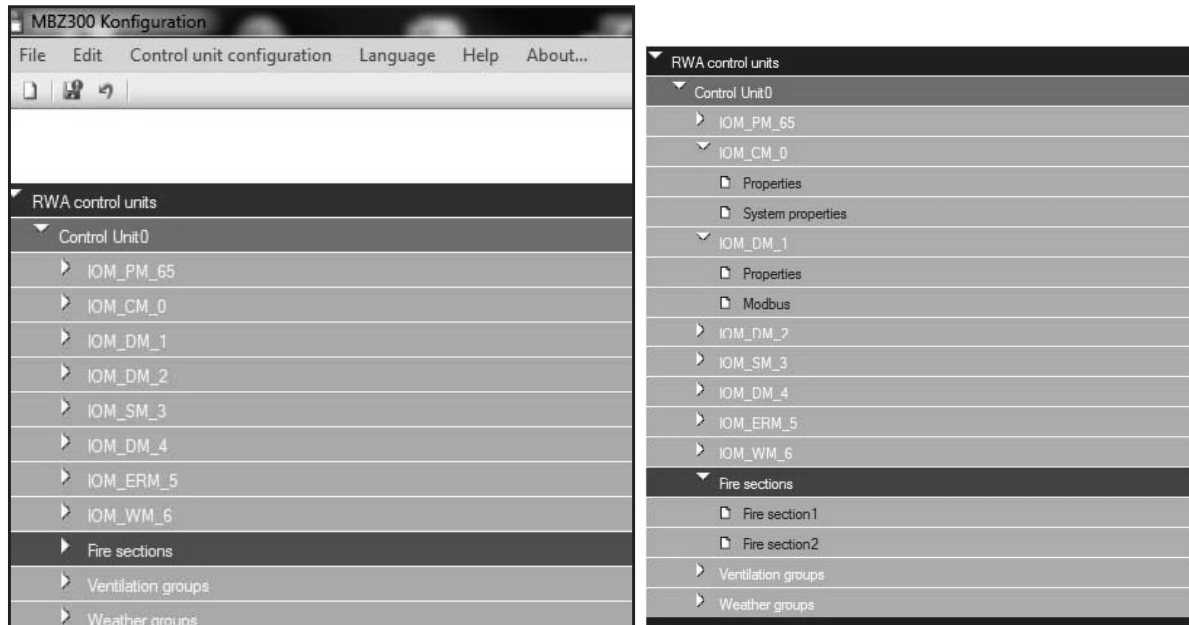 MBZ300 Konfiguration
File Edit Control unit configuration Language Help About...
RWA control units
Control Unit0
IOM_PM_65
IOM_CM_0
IOM_DM_1
IOM_DM_2
IOM_SM_3
IOM_DM_4
IOM_ERM_5
IOM_WM_6
Fire sections
Ventilation groups
Weather groups
RWA control units
Control Unit0
IOM_PM_65
IOM_CM_0
Properties
System properties
IOM_DM_1
Properties
Modbus
IOM_DM_2
IOM_SM_3
IOM_DM_4
IOM_ERM_5
IOM_WM_6
Fire sections
Fire section1
Fire section2
Ventilation groups
Weather groups